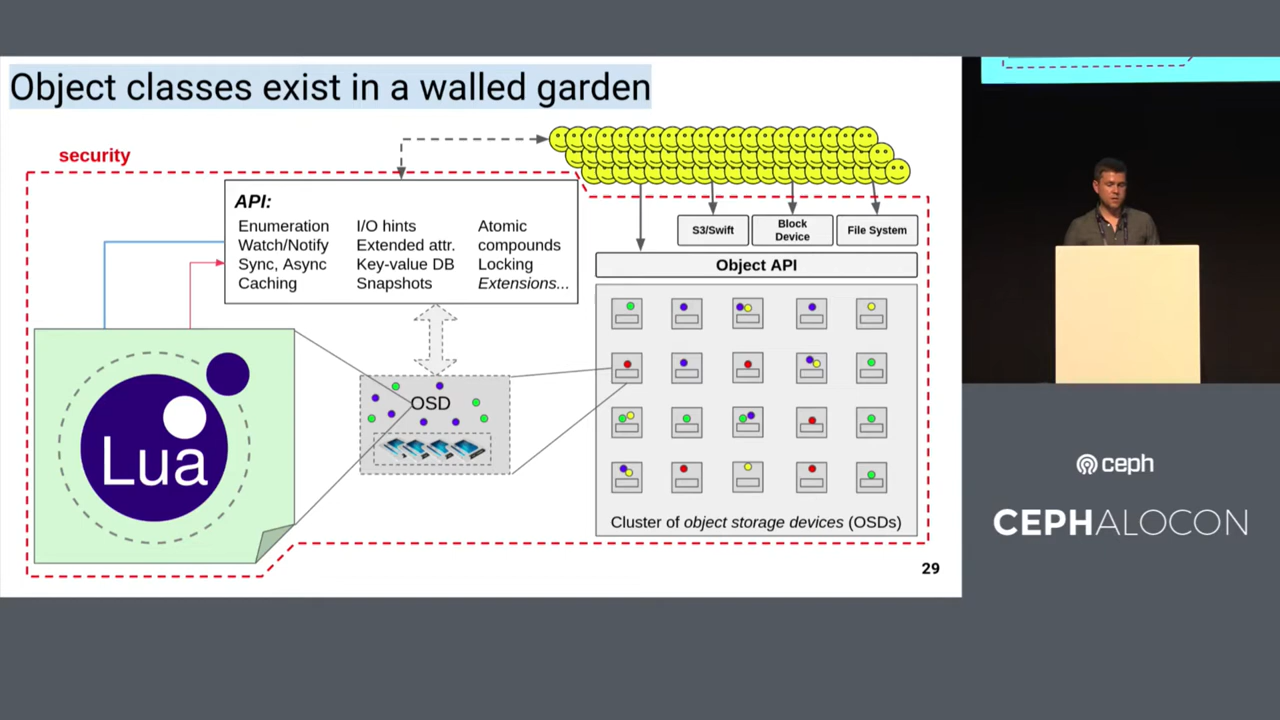 Object classes exist in a walled garden
security
API:
Enumeration
Watch/Notify
Sync, Async
Caching
I/O hints
Extended attr.
Key-value DB
Snapshots
Atomic
compounds
Locking
Extensions...
S3/Swift
Block
Device
File System
Object API
OSD
Lua
Cluster of object storage devices (OSDs)
29
ceph
CEPHALOCON